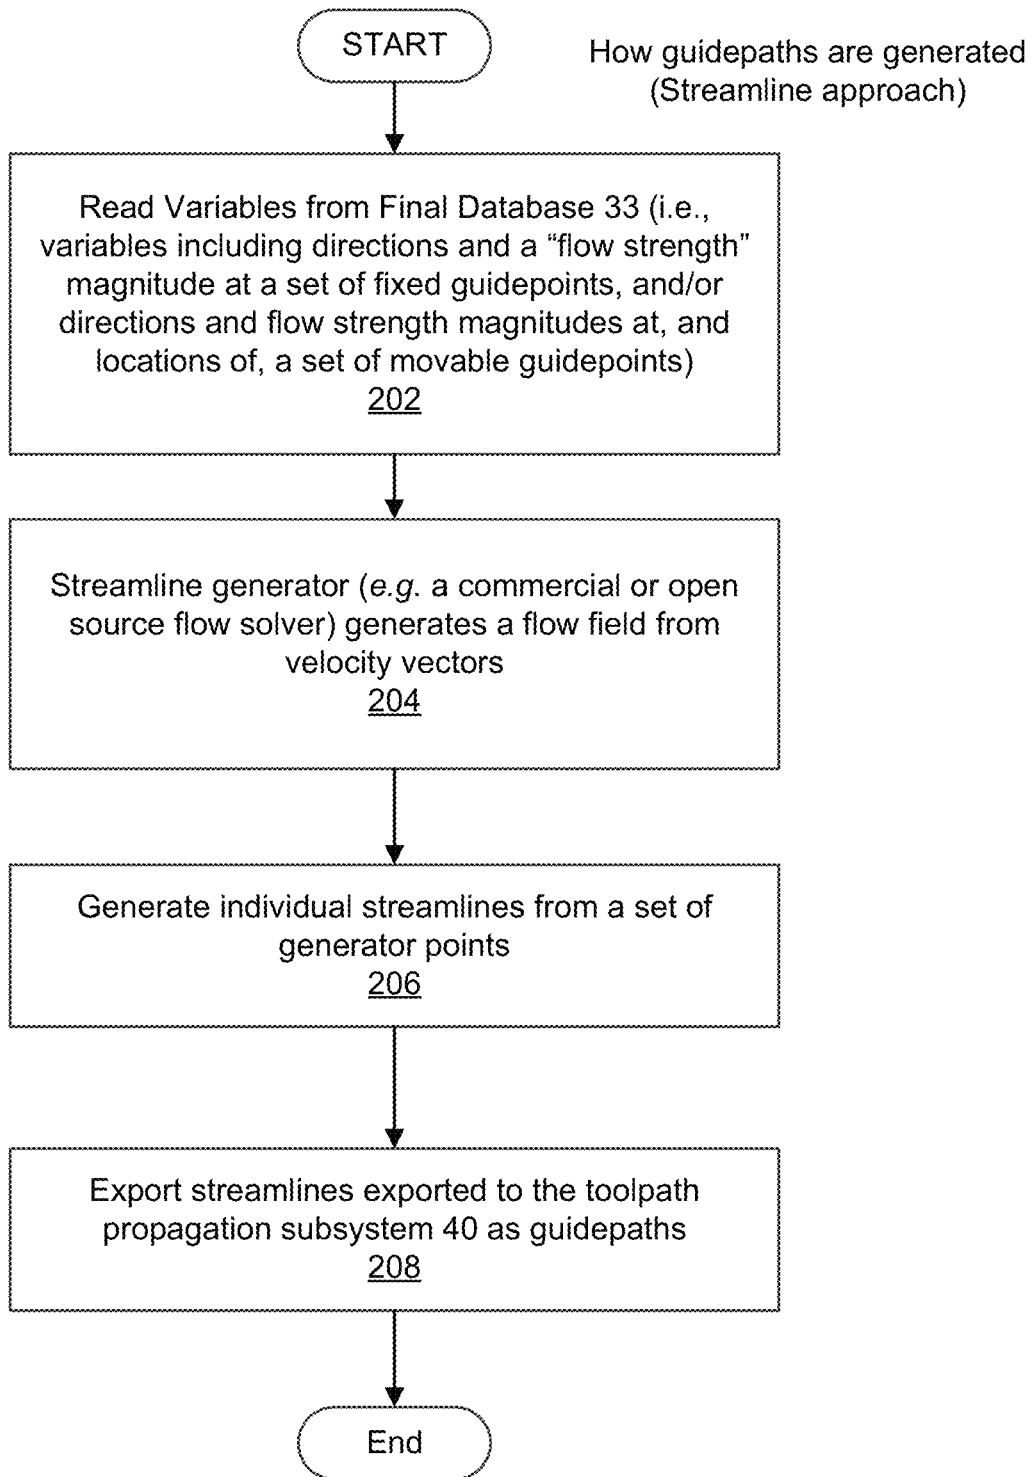 START
How guidepaths are generated
(Streamline approach)
Read Variables from Final Database 33 (i.e.,
variables including directions and a “flow strength”
magnitude at a set of fixed guidepoints, and/or
directions and flow strength magnitudes at, and
locations of, a set of movable guidepoints)
202
Streamline generator (e.g. a commercial or open
source flow solver) generates a flow field from
velocity vectors
204
Generate individual streamlines from a set of
generator points
206
Export streamlines exported to the toolpath
propagation subsystem 40 as guidepaths
208
End